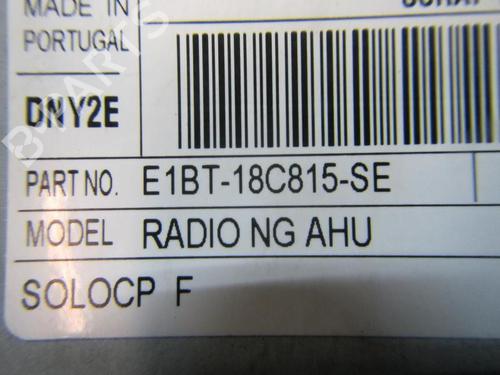 MADE IN
PORTUGAL
DNY2E
PART NO. E1BT-18C815-SE
MODEL RADIO NG AHU
SOLOCP F